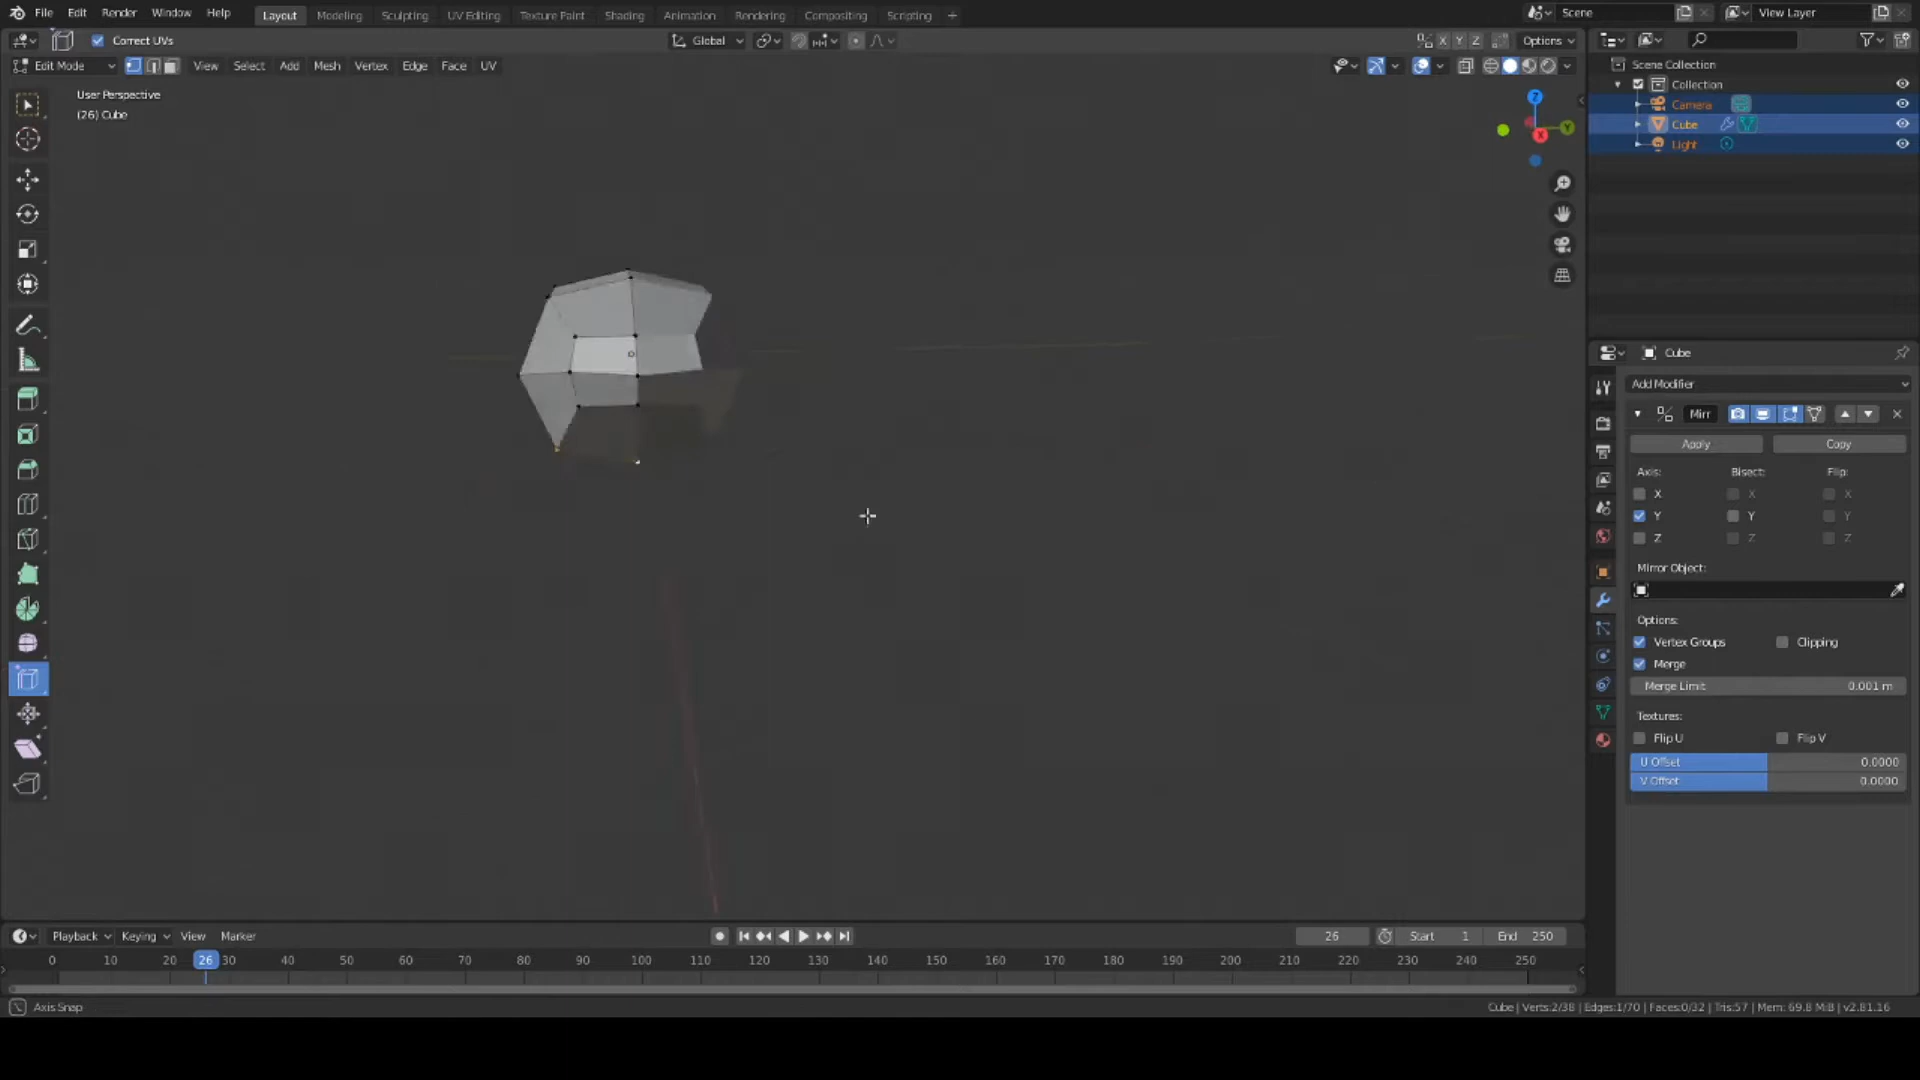 File Edit Render Window Help Layout Modeling Sculpting UV Editing Texture Paint Shading Animation Rendering Compositing Scripting + Scene View Layer
Correct UVs Global X Y Z Options
Edit Mode View Select Add Mesh Vertex Edge Face UV
User Perspective
(26) Cube
Z
Y
X
Scene Collection
Collection
Camera
Cube
Light
Cube
Add Modifier
Mirr
Apply Copy
Axis: Bisect: Flip:
X X X
Y Y Y
Z Z Z
Mirror Object:
Options:
Vertex Groups Clipping
Merge
Merge Limit 0.001 m
Textures:
Flip U Flip V
U Offset 0.0000
V Offset 0.0000
Playback Keying View Marker 26 Start 1 End 250
0 10 20 26 30 40 50 60 70 80 90 100 110 120 130 140 150 160 170 180 190 200 210 220 230 240 250
Axis Snap Cube | Verts:2/38 | Edges:1/70 | Faces:0/32 | Tris:57 | Mem: 69.8 MiB | v2.81.16